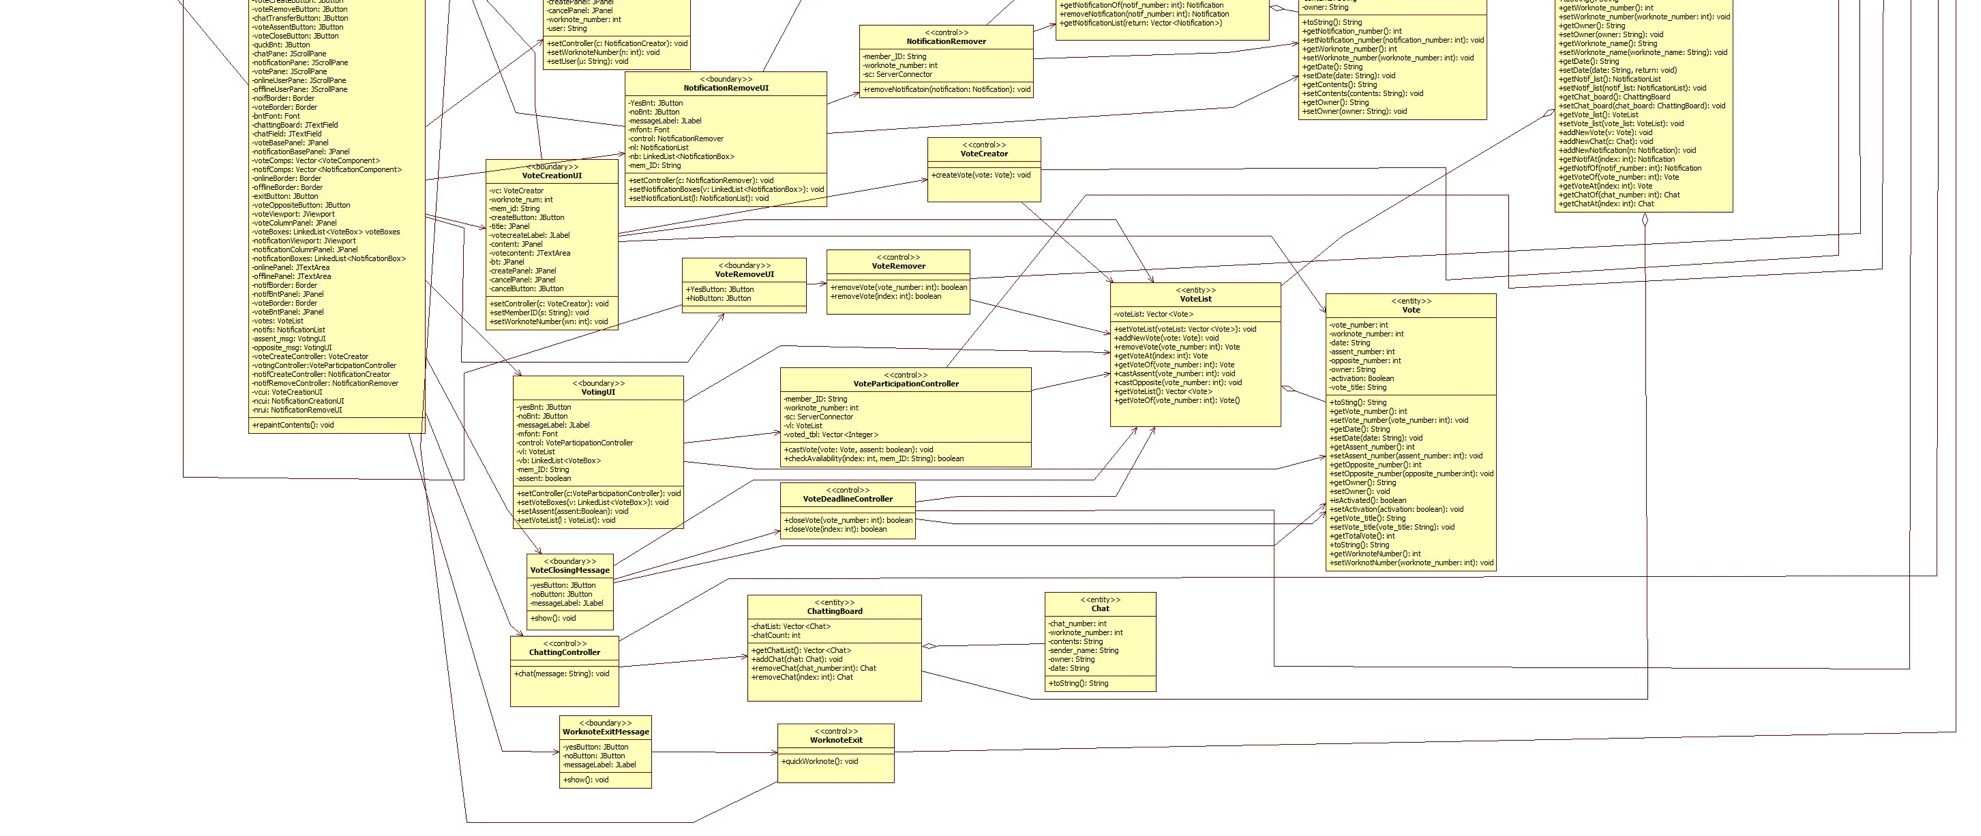 -voteCreateButton: JButton
-voteRemoveButton: JButton
-chatTransferButton: JButton
-voteAssentButton: JButton
-voteCloseButton: JButton
-quckBnt: JButton
-chatPane: JScrollPane
-notificationPane: JScrollPane
-votePane: JScrollPane
-onlineUserPane: JScrollPane
-offlineUserPane: JScrollPane
-noifBorder: Border
-voteBorder: Border
-bntFont: Font
-chattingBoard: JTextField
-chatField: JTextField
-voteBasePanel: JPanel
-notificationBasePanel: JPanel
-voteComps: Vector<VoteComponent>
-notifComps: Vector<NotificationComponent>
-onlineBorder: Border
-offlineBorder: Border
-exitButton: JButton
-voteOppositeButton: JButton
-voteViewport: JViewport
-voteColumnPanel: JPanel
-voteBoxes: LinkedList<VoteBox> voteBoxes
-notificationViewport: JViewport
-notificationColumnPanel: JPanel
-notificationBoxes: LinkedList<NotificationBox>
-onlinePanel: JTextArea
-offlinePanel: JTextArea
-notifBorder: Border
-notifBntPanel: JPanel
-voteBorder: Border
-voteBntPanel: JPanel
-votes: VoteList
-notifs: NotificationList
-assent_msg: VotingUI
-opposite_msg: VotingUI
-voteCreateController: VoteCreator
-votingController:VoteParticipationController
-notifCreateController: NotificationCreator
-notifRemoveController: NotificationRemover
-vcui: VoteCreationUI
-ncui: NotificationCreationUI
-nrui: NotificationRemoveUI
+repaintContents(): void
-createPanel: JPanel
-cancelPanel: JPanel
-worknote_number: int
-user: String
+setController(c: NotificationCreator): void
+setWorknoteNumber(n: int): void
+setUser(u: String): void
<<boundary>>
NotificationRemoveUI
-YesBnt: JButton
-noBnt: JButton
-messageLabel: JLabel
-mfont: Font
-control: NotificationRemover
-nl: NotificationList
-nb: LinkedList<NotificationBox>
-mem_ID: String
+setController(c: NotificationRemover): void
+setNotificationBoxes(v: LinkedList<NotificationBox>): void
+setNotificationList(l: NotificationList): void
<<control>>
NotificationRemover
-member_ID: String
-worknote_number: int
-sc: ServerConnector
+removeNotificatoin(notification: Notification): void
+getNotificationOf(notif_number: int): Notification
+removeNotification(notif_number: int): Notification
+getNotificationList(return: Vector<Notification>)
-owner: String
+toString(): String
+getNotification_number(): int
+setNotification_number(notification_number: int): void
+getWorknote_number(): int
+setWorknote_number(worknote_number: int): void
+getDate(): String
+setDate(date: String): void
+getContents(): String
+setContents(contents: String): void
+getOwner(): String
+setOwner(owner: String): void
+getWorknote_number(): int
+setWorknote_number(worknote_number: int): void
+getOwner(): String
+setOwner(owner: String): void
+getWorknote_name(): String
+setWorknote_name(worknote_name: String): void
+getDate(): String
+setDate(date: String, return: void)
+getNotif_list(): NotificationList
+setNotif_list(notif_list: NotificationList): void
+getChat_board(): ChattingBoard
+setChat_board(chat_board: ChattingBoard): void
+getVote_list(): VoteList
+setVote_list(vote_list: VoteList): void
+addNewVote(v: Vote): void
+addNewChat(c: Chat): void
+addNewNotification(n: Notification): void
+getNotifAt(index: int): Notification
+getNotifOf(notif_number: int): Notification
+getVoteOf(vote_number: int): Vote
+getVoteAt(index: int): Vote
+getChatOf(chat_number: int): Chat
+getChatAt(index: int): Chat
<<boundary>>
VoteCreationUI
-vc: VoteCreator
-worknote_num: int
-mem_id: String
-createButton: JButton
-title: JPanel
-votecreateLabel: JLabel
-content: JPanel
-votecontent: JTextArea
-bt: JPanel
-createPanel: JPanel
-cancelPanel: JPanel
-cancelButton: JButton
+setController(c: VoteCreator): void
+setMemberID(s: String): void
+setWorknoteNumber(wn: int): void
<<control>>
VoteCreator
+createVote(vote: Vote): void
<<boundary>>
VoteRemoveUI
+YesButton: JButton
+NoButton: JButton
<<control>>
VoteRemover
+removeVote(vote_number: int): boolean
+removeVote(index: int): boolean
<<entity>>
VoteList
-voteList: Vector<Vote>
+setVoteList(voteList: Vector<Vote>): void
+addNewVote(vote: Vote): void
+removeVote(vote_number: int): Vote
+getVoteAt(index: int): Vote
+getVoteOf(vote_number: int): Vote
+castAssent(vote_number: int): void
+castOpposite(vote_number: int): void
+getVoteList(): Vector<Vote>
+getVoteOf(vote_number: int): Vote()
<<entity>>
Vote
-vote_number: int
-worknote_number: int
-date: String
-assent_number: int
-opposite_number: int
-owner: String
-activation: Boolean
-vote_title: String
+toSting(): String
+getVote_number(): int
+setVote_number(vote_number: int): void
+getDate(): String
+setDate(date: String): void
+getAssent_number(): int
+setAssent_number(assent_number: int): void
+getOpposite_number(): int
+setOpposite_number(opposite_number:int): void
+getOwner(): String
+setOwner(): void
+isActivated(): boolean
+setActivation(activation: boolean): void
+getVote_title(): String
+setVote_title(vote_title: String): void
+getTotalVote(): int
+toString(): String
+getWorknoteNumber(): int
+setWorknotNumber(worknote_number: int): void
<<boundary>>
VotingUI
-yesBnt: JButton
-noBnt: JButton
-messageLabel: JLabel
-mfont: Font
-control: VoteParticipationController
-vl: VoteList
-vb: LinkedList<VoteBox>
-mem_ID: String
-assent: boolean
+setController(c:VoteParticipationController): void
+setVoteBoxes(v: LinkedList<VoteBox>): void
+setAssent(assent:Boolean): void
+setVoteList(l : VoteList): void
<<control>>
VoteParticipationController
-member_ID: String
-worknote_number: int
-sc: ServerConnector
-vl: VoteList
-voted_tbl: Vector<Integer>
+castVote(vote: Vote, assent: boolean): void
+checkAvailability(index: int, mem_ID: String): boolean
<<control>>
VoteDeadlineController
+closeVote(vote_number: int): boolean
+closeVote(index: int): boolean
<<boundary>>
VoteClosingMessage
-yesButton: JButton
-noButton: JButton
-messageLabel: JLabel
+show(): void
<<control>>
ChattingController
+chat(message: String): void
<<entity>>
ChattingBoard
-chatList: Vector<Chat>
-chatCount: int
+getChatList(): Vector<Chat>
+addChat(chat: Chat): void
+removeChat(chat_number:int): Chat
+removeChat(index: int): Chat
<<entity>>
Chat
-chat_number: int
-worknote_number: int
-contents: String
-sender_name: String
-owner: String
-date: String
+toString(): String
<<boundary>>
WorknoteExitMessage
-yesButton: JButton
-noButton: JButton
-messageLabel: JLabel
+show(): void
<<control>>
WorknoteExit
+quickWorknote(): void